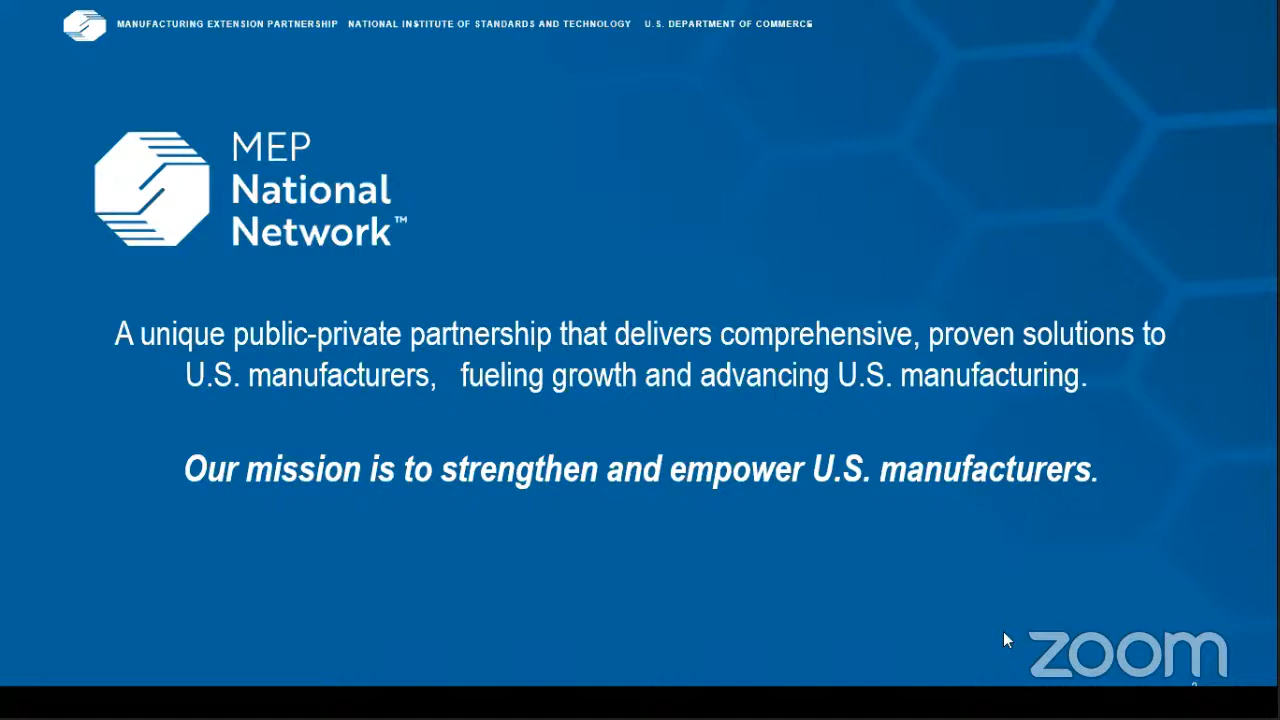 MANUFACTURING EXTENSION PARTNERSHIP NATIONAL INSTITUTE OF STANDARDS AND TECHNOLOGY U.S. DEPARTMENT OF COMMERCE
MEP
National
Network™
A unique public-private partnership that delivers comprehensive, proven solutions to
U.S. manufacturers, fueling growth and advancing U.S. manufacturing.
Our mission is to strengthen and empower U.S. manufacturers.
zoom